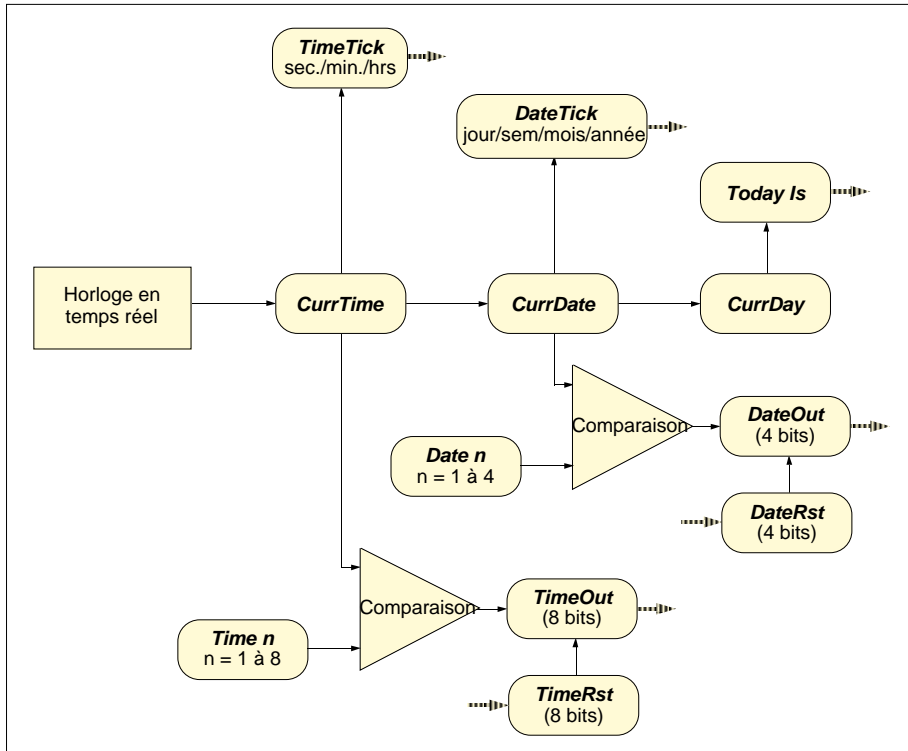 TimeTick
sec./min./hrs
DateTick
jour/sem/mois/année
Today Is
Horloge en
temps réel
CurrTime
CurrDate
CurrDay
Comparaison
DateOut
(4 bits)
Date n
n = 1 à 4
DateRst
(4 bits)
Comparaison
TimeOut
(8 bits)
Time n
n = 1 à 8
TimeRst
(8 bits)